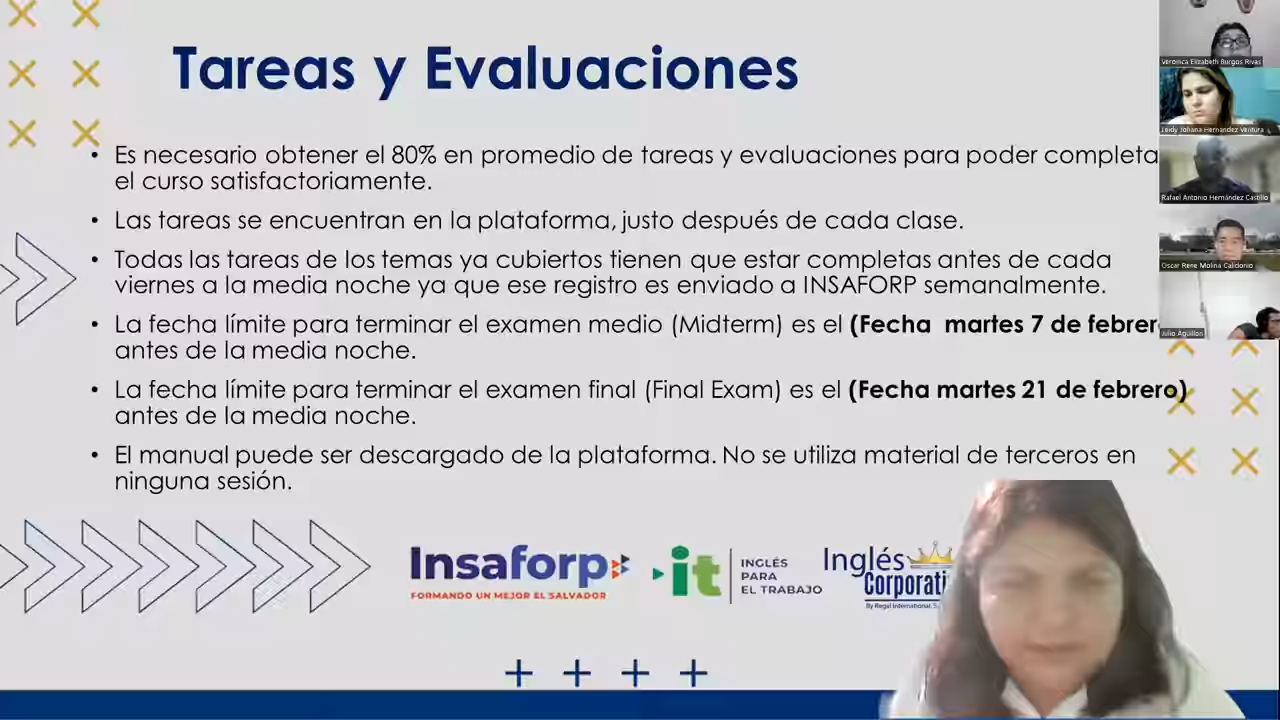 Tareas y Evaluaciones
• Es necesario obtener el 80% en promedio de tareas y evaluaciones para poder completa
el curso satisfactoriamente.
• Las tareas se encuentran en la plataforma, justo después de cada clase.
• Todas las tareas de los temas ya cubiertos tienen que estar completas antes de cada
viernes a la media noche ya que ese registro es enviado a INSAFORP semanalmente.
• La fecha límite para terminar el examen medio (Midterm) es el (Fecha martes 7 de febrer
antes de la media noche.
• La fecha límite para terminar el examen final (Final Exam) es el (Fecha martes 21 de febrero)
antes de la media noche.
• El manual puede ser descargado de la plataforma. No se utiliza material de terceros en
ninguna sesión.
Insaforp
FORMANDO UN MEJOR EL SALVADOR
it
INGLÉS
PARA
EL TRABAJO
Inglés
Corporati
By Regal International, S.
Veronica Elizabeth Burgos Rivas
Leidy Johana Hernandez Ventura
Rafael Antonio Hernández Castillo
Oscar Rene Molina Calidonio
Julio Aguillon